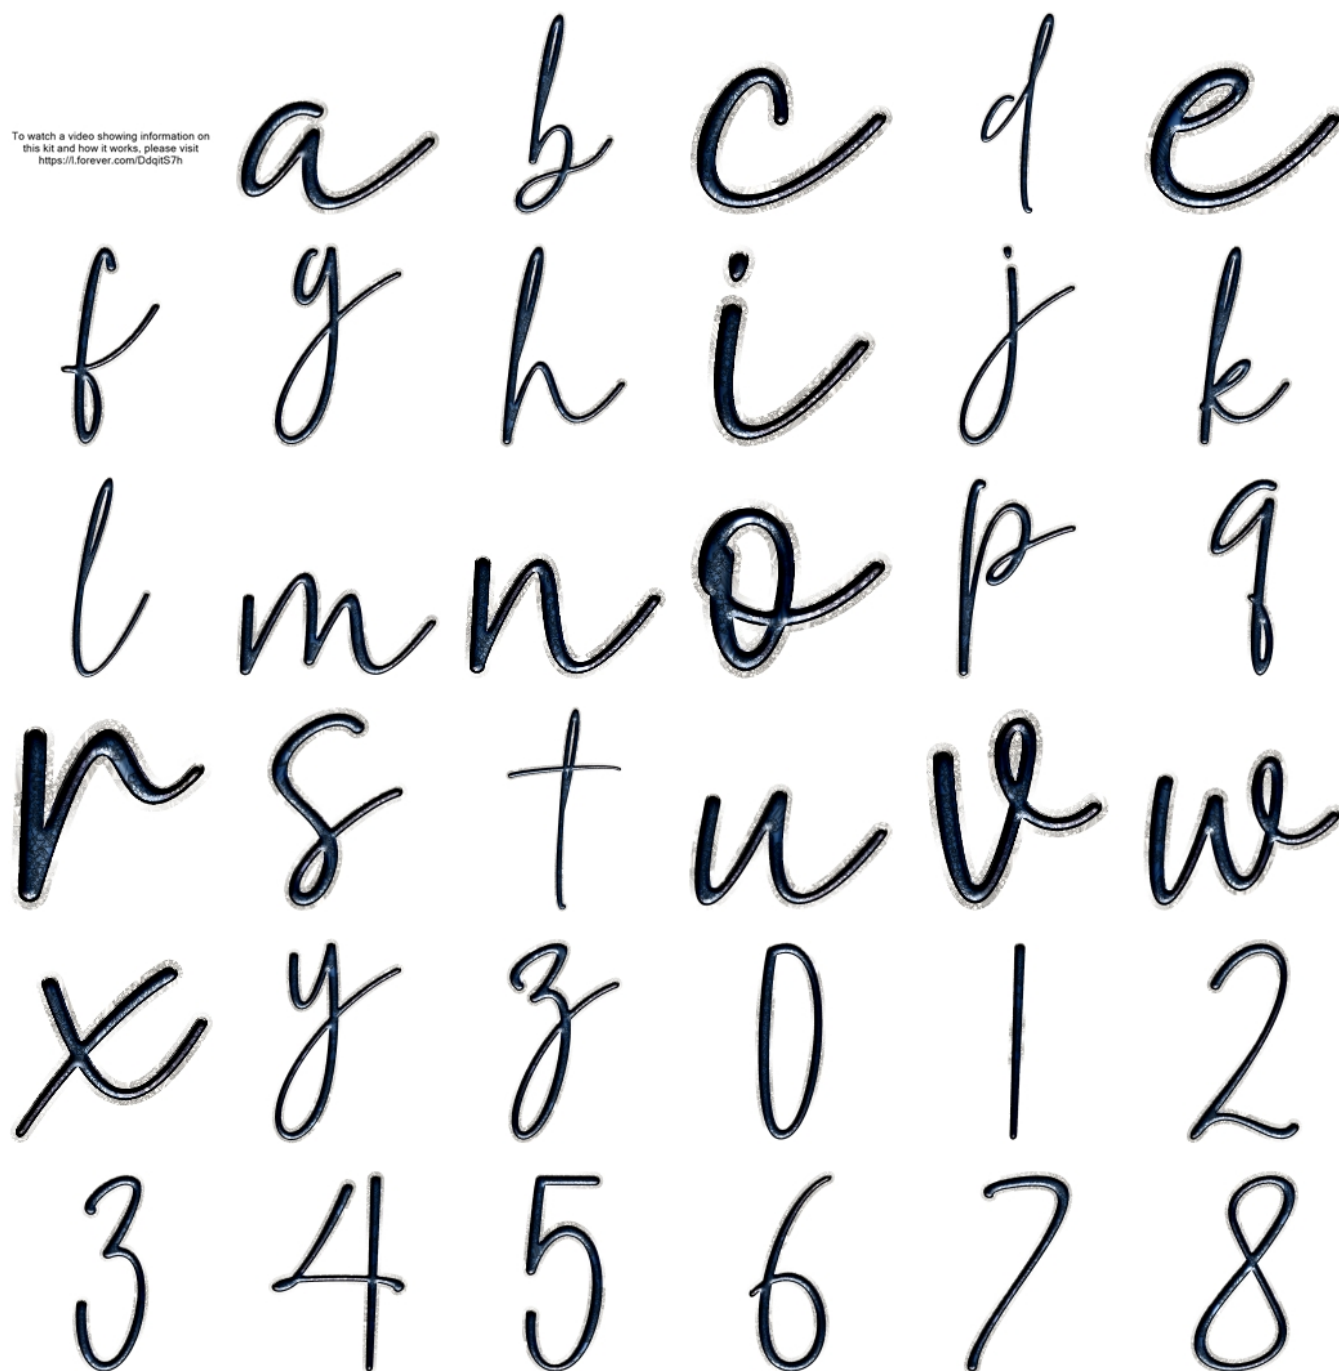 To watch a video showing information on
this kit and how it works, please visit
https://l.forever.com/DdqitS7h
a b c d e
f g h i j k
l m n o p q
r s t u v w
x y z 0 1 2
3 4 5 6 7 8